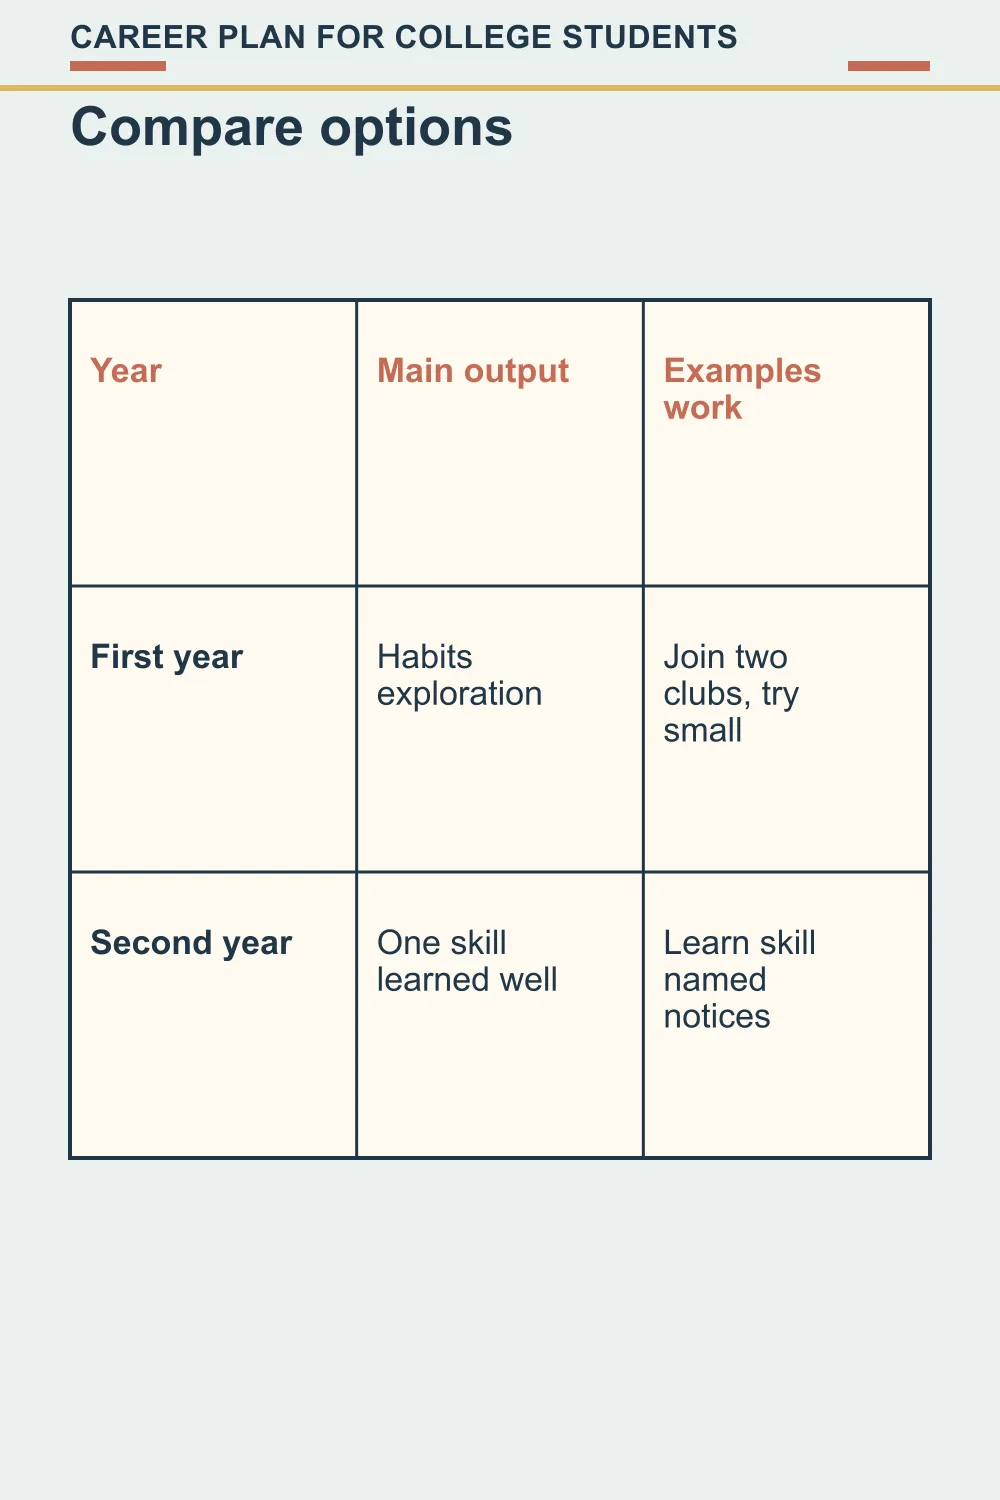 CAREER PLAN FOR COLLEGE STUDENTS
Compare options
Year
Main output
Examples
work
First year
Habits
exploration
Join two
clubs, try
small
Second year
One skill
learned well
Learn skill
named
notices